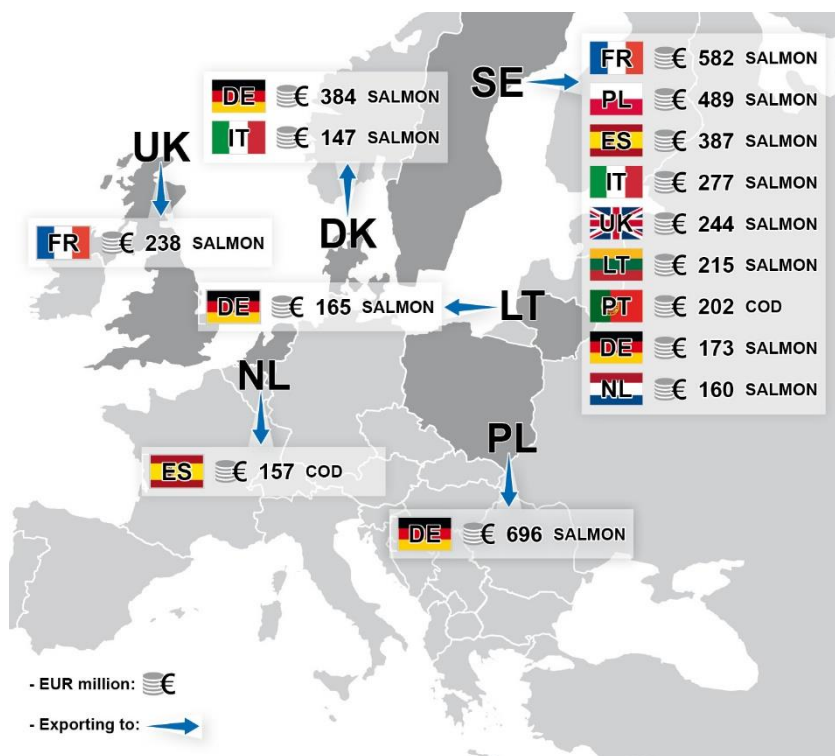 SE
FR € 582 SALMON
PL € 489 SALMON
ES € 387 SALMON
IT € 277 SALMON
UK € 244 SALMON
LT € 215 SALMON
PT € 202 COD
DE € 173 SALMON
NL € 160 SALMON
DE € 384 SALMON
IT € 147 SALMON
DK
UK
FR € 238 SALMON
DE € 165 SALMON
LT
NL
ES € 157 COD
PL
DE € 696 SALMON
- EUR million: €
- Exporting to: